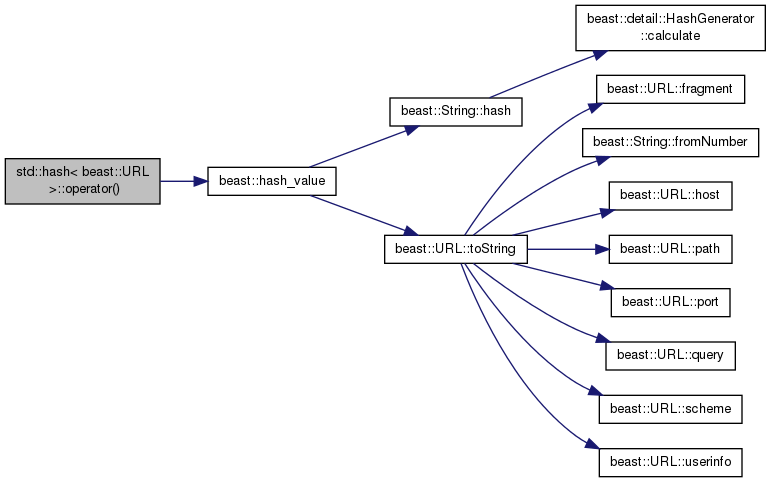 beast::detail::HashGenerator
::calculate
beast::URL::fragment
beast::String::hash
beast::String::fromNumber
std::hash< beast::URL
>::operator()
beast::hash_value
beast::URL::host
beast::URL::toString
beast::URL::path
beast::URL::port
beast::URL::query
beast::URL::scheme
beast::URL::userinfo